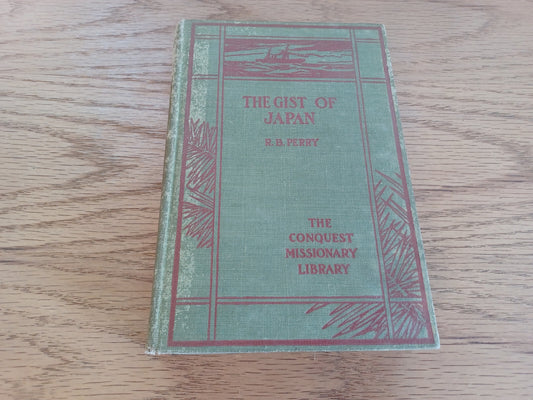 THE GIST OF
JAPAN
R. B. PERRY
THE
CONQUEST
MISSIONARY
LIBRARY